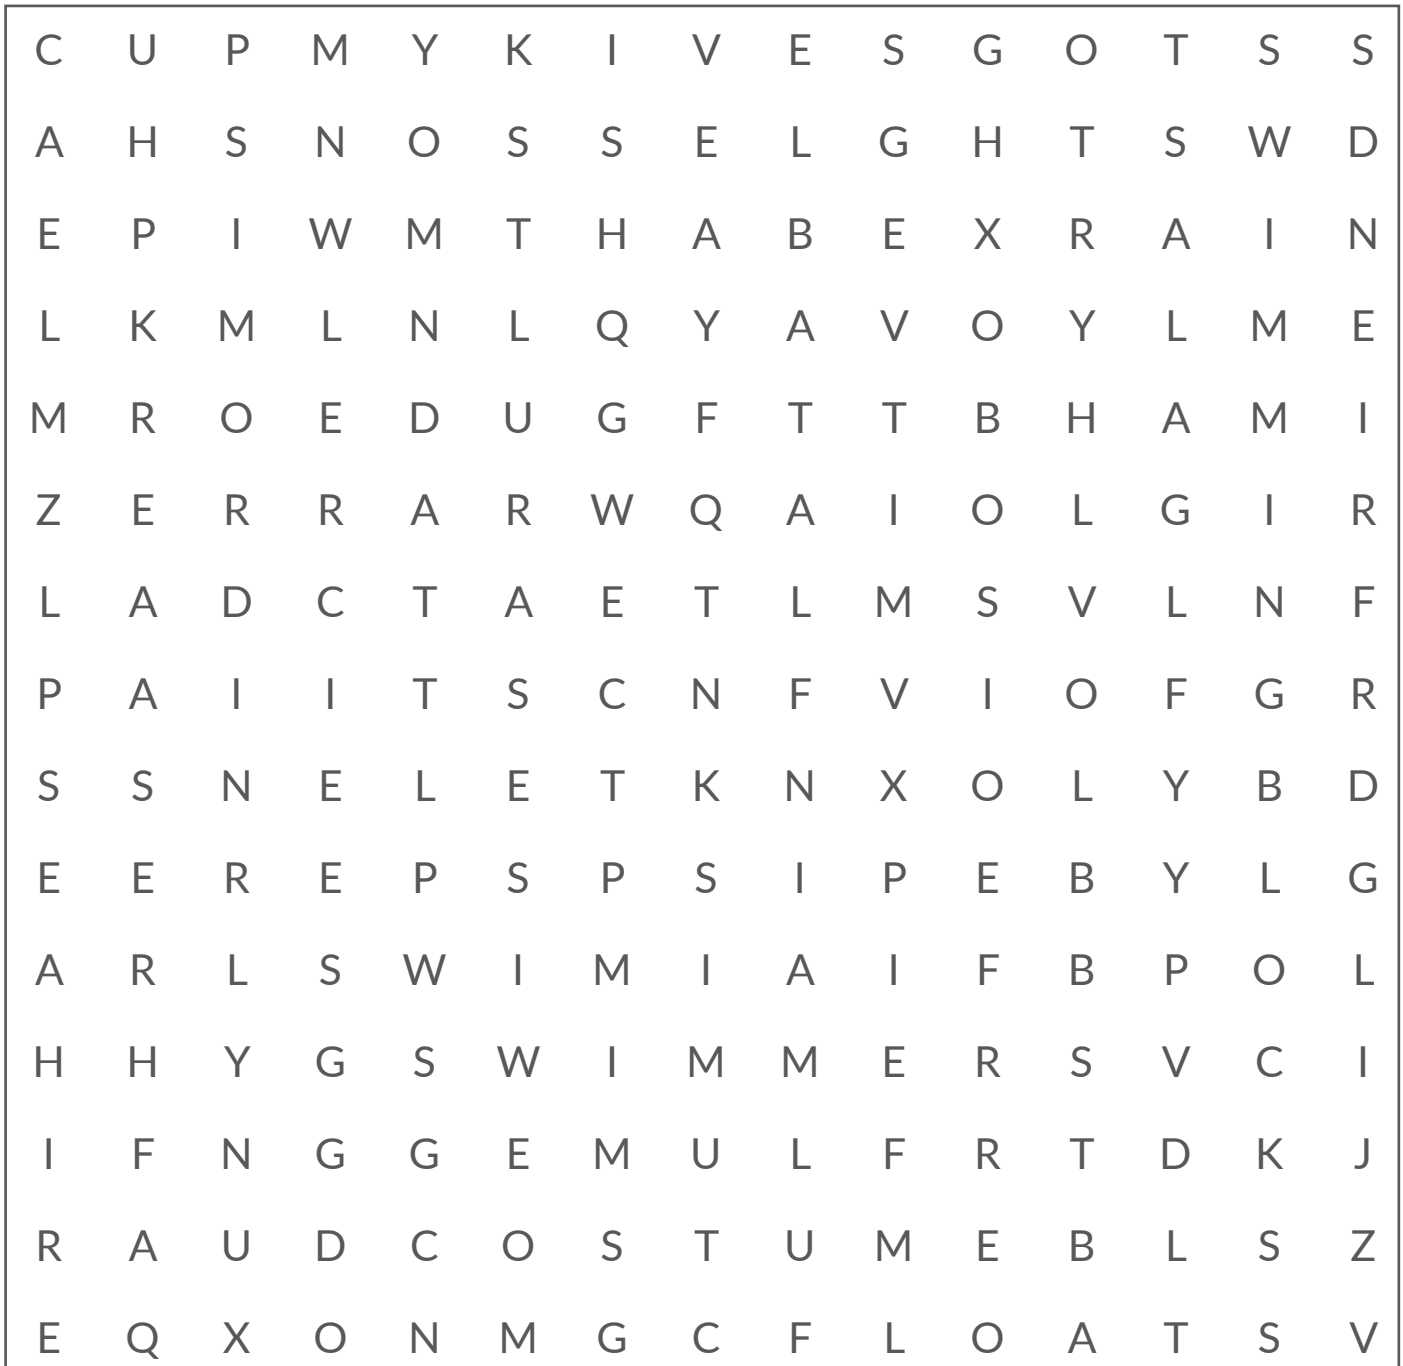 C U P M Y K I V E S G O T S S
A H S N O S S E L G H T S W D
E P I W M T H A B E X R A I N
L K M L N L Q Y A V O Y L M E
M R O E D U G F T T B H A M I
Z E R R A R W Q A I O L G I R
L A D C T A E T L M S V L N F
P A I I T S C N F V I O F G R
S S N E L E T K N X O L Y B D
E E R E P S P S I P E B Y L G
A R L S W I M I A I F B P O L
H H Y G S W I M M E R S V C I
I F N G G E M U L F R T D K J
R A U D C O S T U M E B L S Z
E Q X O N M G C F L O A T S V